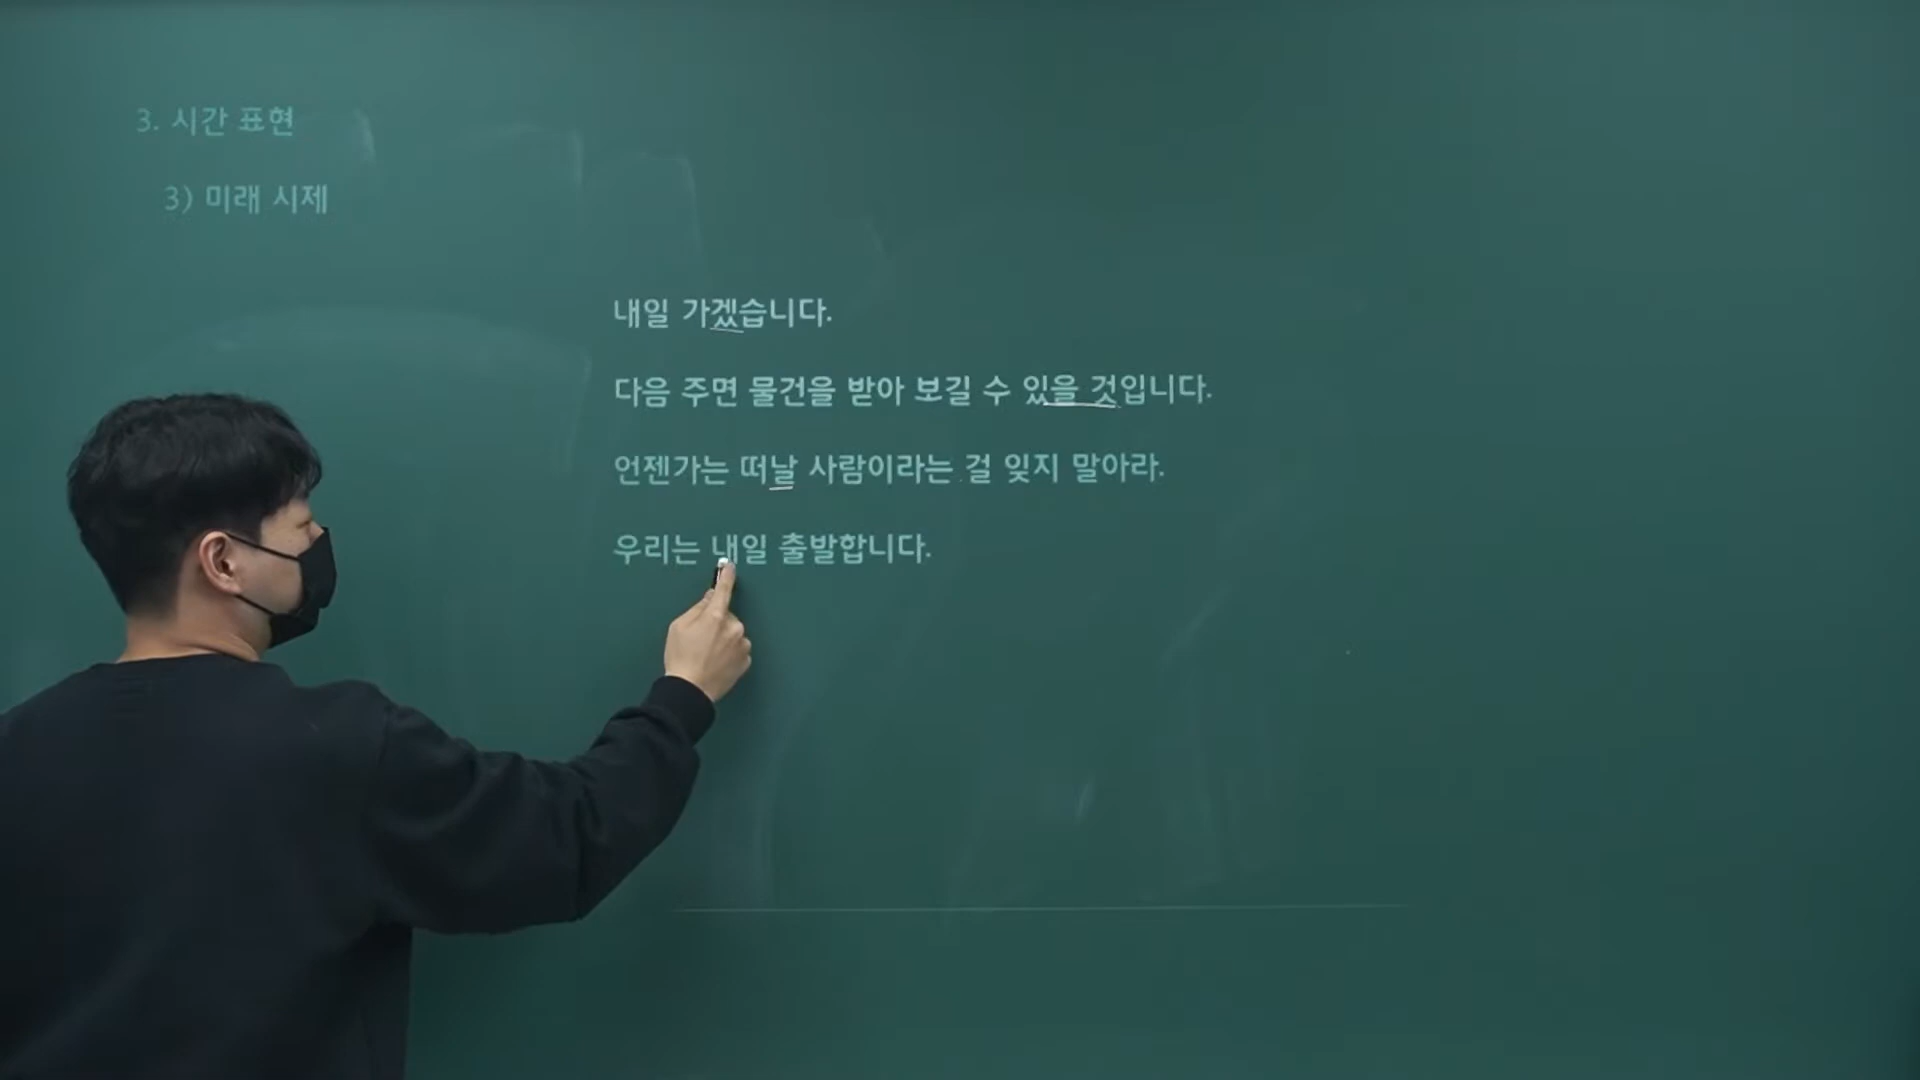 3. 시간 표현
3) 미래 시제
내일 가겠습니다.
다음 주면 물건을 받아 보길 수 있을 것입니다.
언젠가는 떠날 사람이라는 걸 잊지 말아라.
우리는 내일 출발합니다.